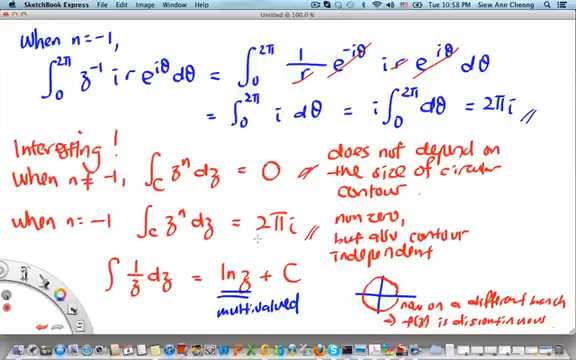 SketchBook Express File Edit Image Window Help Tue 10:58 PM Siew Ann Cheong
Untitled @ 100.0 %
When n=-1,
∫₀^2π z⁻¹ i r e^iθ dθ = ∫₀^2π 1/r e^-iθ i r e^iθ dθ
= ∫₀^2π i dθ = i ∫₀^2π dθ = 2πi //
Interesting!
when n≠-1, ∫_C zⁿ dz = 0 // does not depend on the size of circular contour.
when n=-1 ∫_C zⁿ dz = 2πi // non zero, but also contour independent
∫ 1/z dz = ln z + C
multivalued
now on a different branch
⇒ f(z) is discontinuous